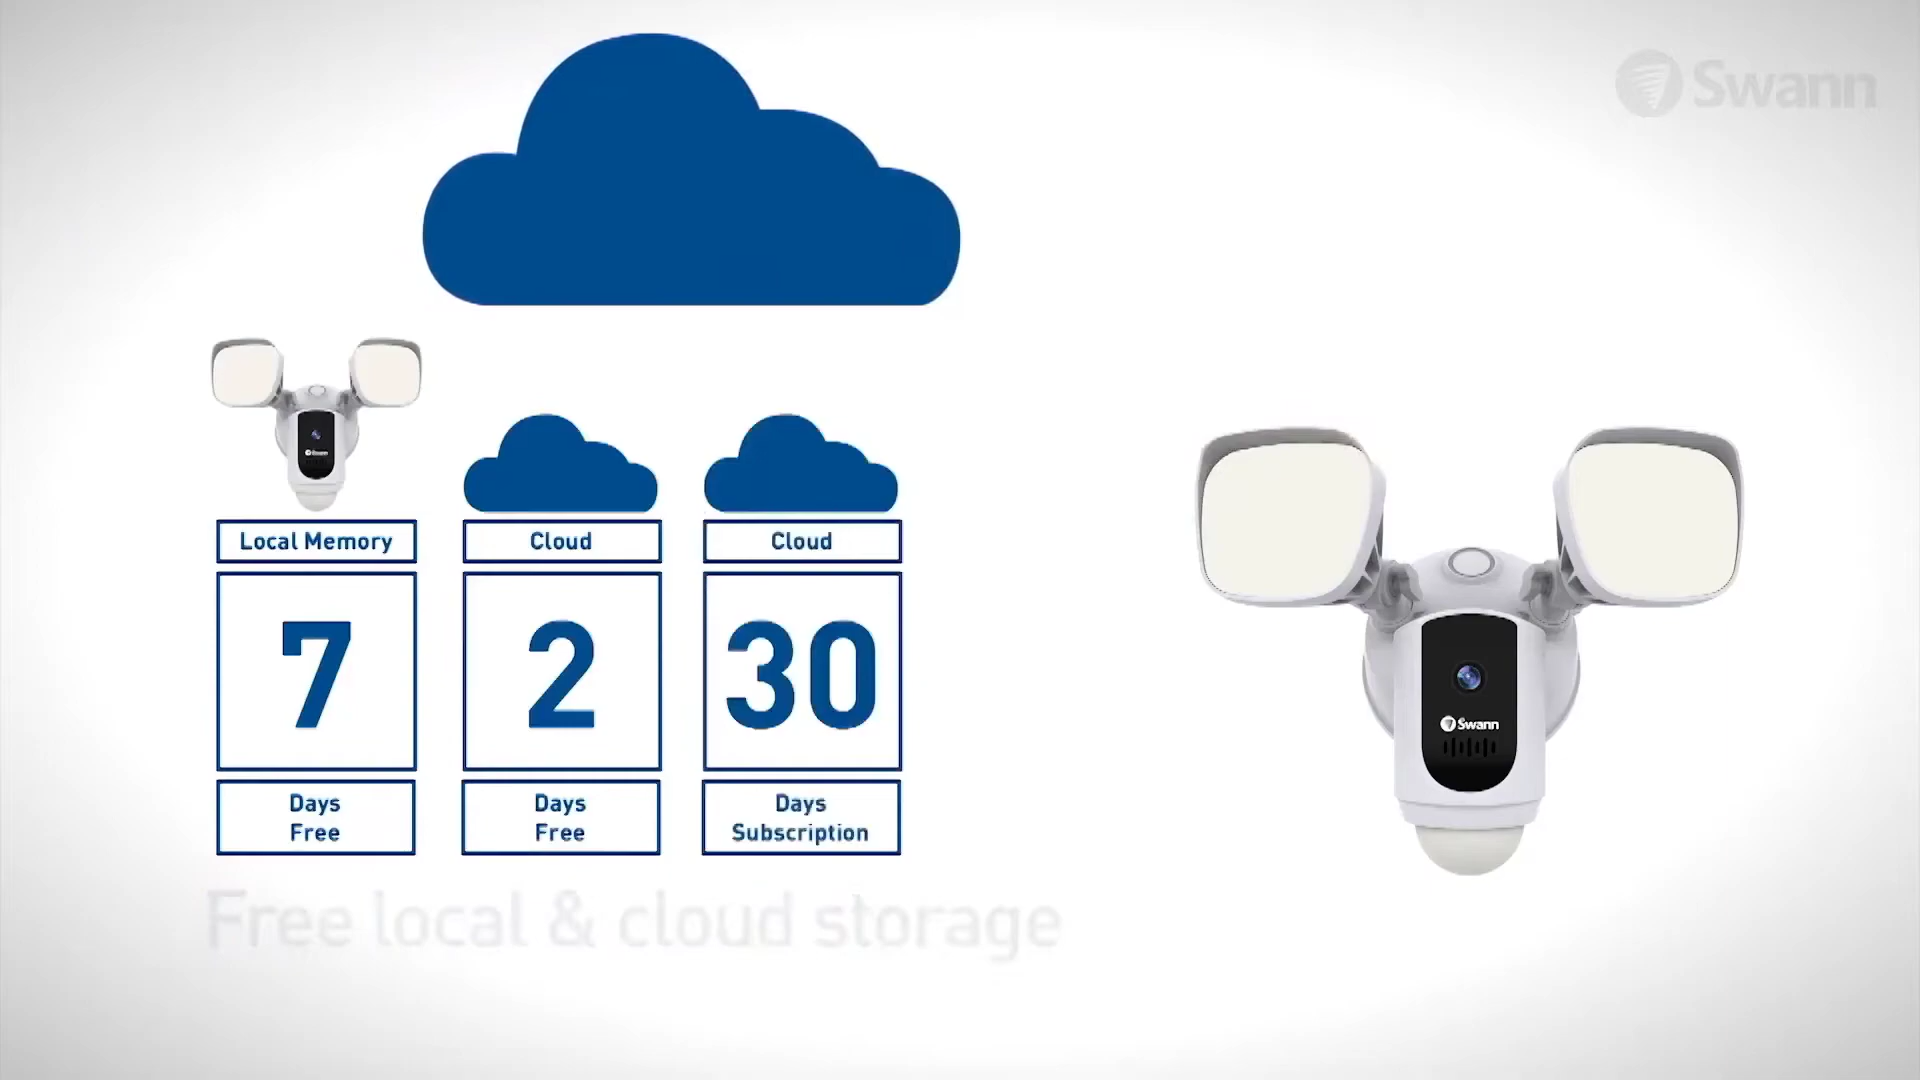 Swann
Swann
Local Memory
Cloud
Cloud
7
2
30
Swann
Days
Free
Days
Free
Days
Subscription
Free local & cloud storage